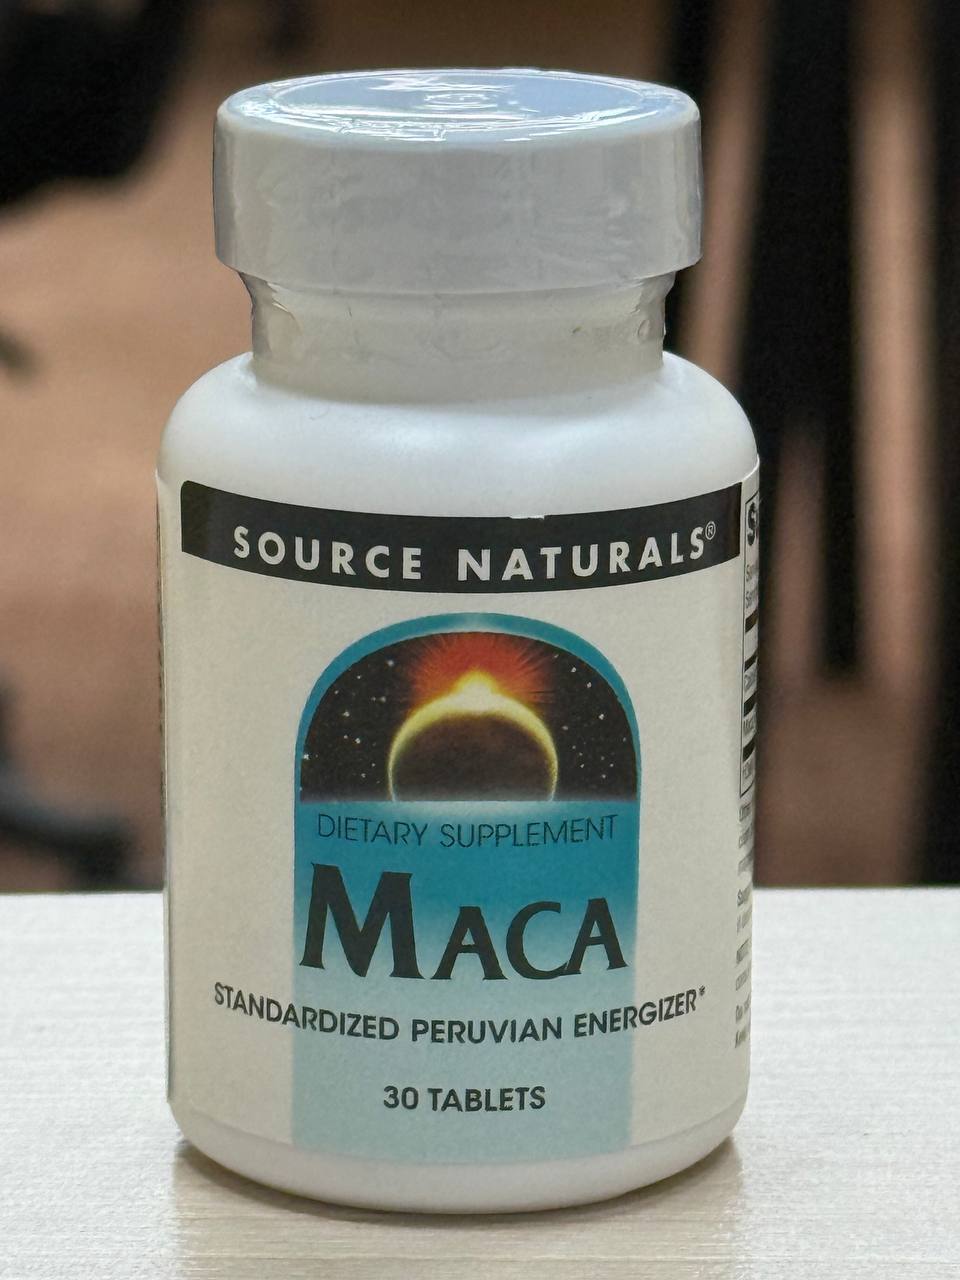 SOURCE NATURALS®
DIETARY SUPPLEMENT
MACA
STANDARDIZED PERUVIAN ENERGIZER*
30 TABLETS